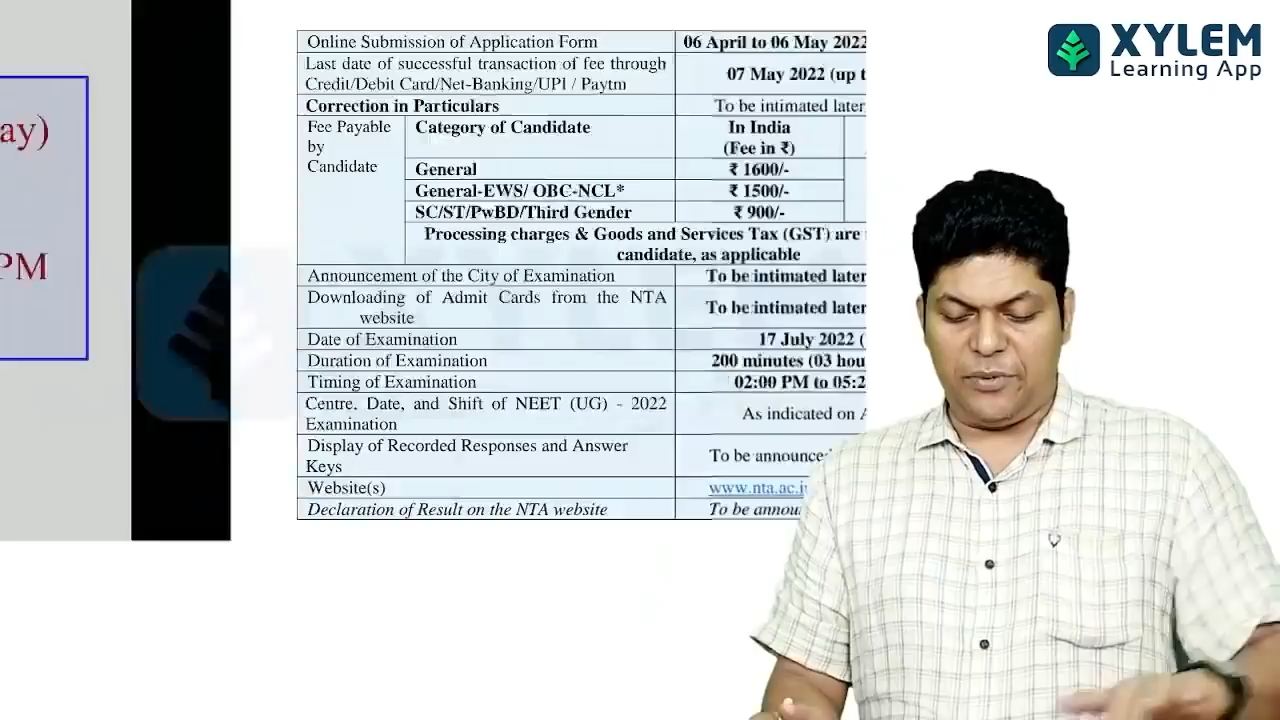 XYLEM
Learning App
ay)
PM
Online Submission of Application Form 06 April to 06 May 2022
Last date of successful transaction of fee through
Credit/Debit Card/Net-Banking/UPI / Paytm 07 May 2022 (up t
Correction in Particulars To be intimated later
Fee Payable
by
Candidate
Category of Candidate In India
(Fee in ₹)
General ₹ 1600/-
General-EWS/ OBC-NCL* ₹ 1500/-
SC/ST/PwBD/Third Gender ₹ 900/-
Processing charges & Goods and Services Tax (GST) are
candidate, as applicable
Announcement of the City of Examination To be intimated later
Downloading of Admit Cards from the NTA
website To be intimated later
Date of Examination 17 July 2022 (
Duration of Examination 200 minutes (03 hou
Timing of Examination 02:00 PM to 05:2
Centre, Date, and Shift of NEET (UG) - 2022
Examination As indicated on A
Display of Recorded Responses and Answer
Keys To be announced
Website(s) www.nta.ac.i
Declaration of Result on the NTA website To be annou